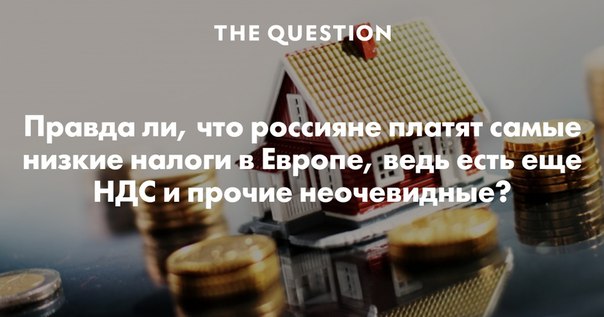 THE QUESTION
Правда ли, что россияне платят самые
низкие налоги в Европе, ведь есть еще
НДС и прочие неочевидные?